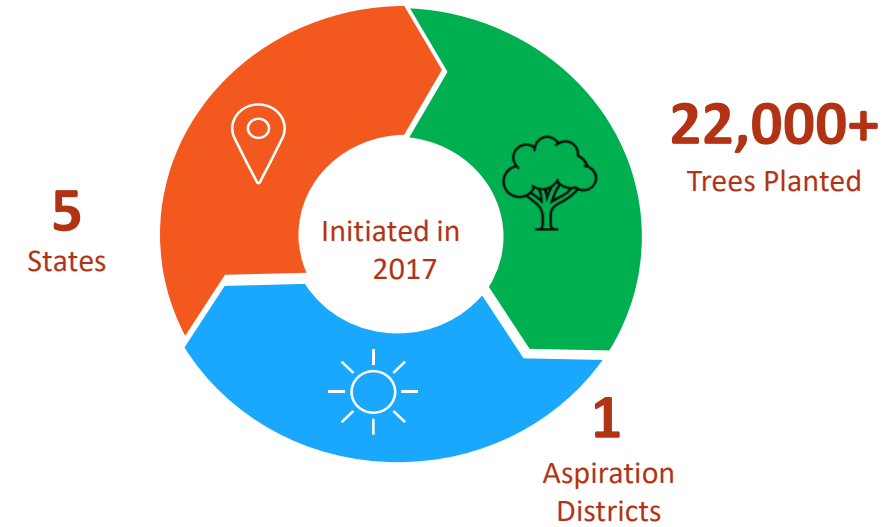 22,000+
Trees Planted
5
States
Initiated in
2017
1
Aspiration
Districts